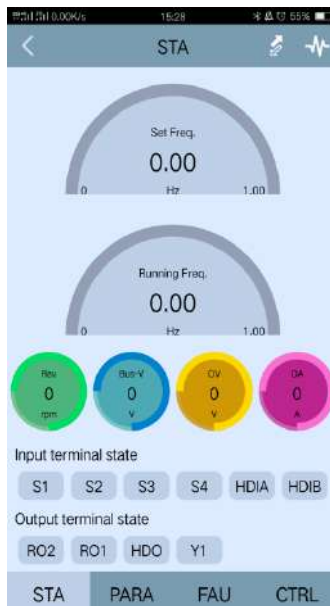 0.00K/s 15:28 55%
STA
Set Freq.
0.00
0 Hz 1.00
Running Freq.
0.00
0 Hz 1.00
Rev Bus-V OV OA
0 0 0 0
rpm V V A
Input terminal state
S1 S2 S3 S4 HDIA HDIB
Output terminal state
RO2 RO1 HDO Y1
STA PARA FAU CTRL